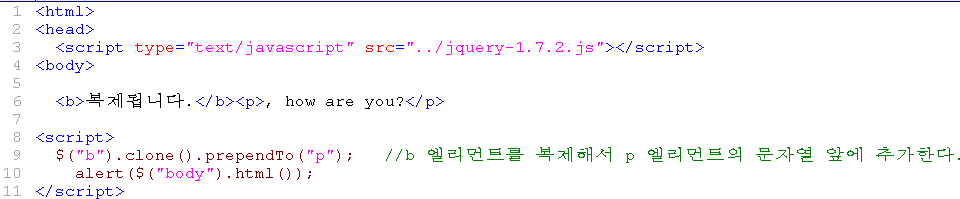 1 <html>
2 <head>
3   <script type="text/javascript" src="../jquery-1.7.2.js"></script>
4 <body>
5
6   <b>복제됩니다.</b><p>, how are you?</p>
7
8 <script>
9   $("b").clone().prependTo("p");   //b 엘리먼트를 복제해서 p 엘리먼트의 문자열 앞에 추가한다.
10     alert($("body").html());
11 </script>